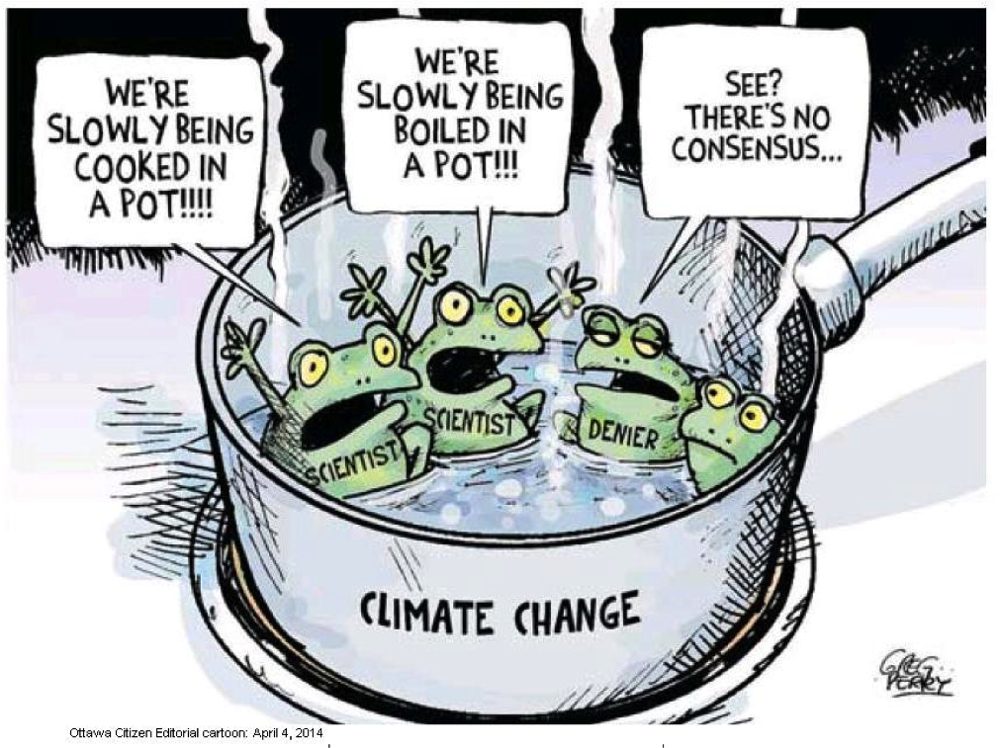 WE'RE
SLOWLY BEING
COOKED IN
A POT!!!!
WE'RE
SLOWLY BEING
BOILED IN
A POT!!!
SEE?
THERE'S NO
CONSENSUS...
SCIENTIST
SCIENTIST
DENIER
CLIMATE CHANGE
GREG PERRY
Ottawa Citizen Editorial cartoon: April 4, 2014